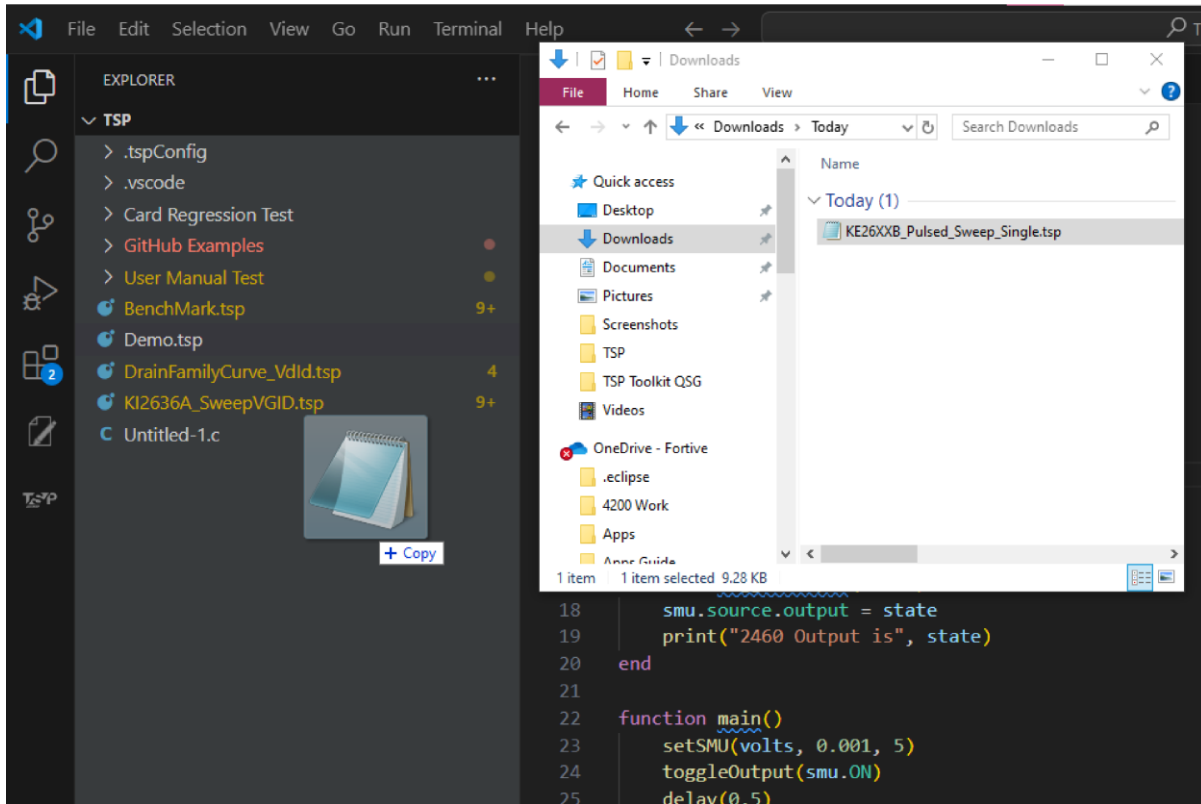 File Edit Selection View Go Run Terminal Help
EXPLORER
TSP
.tspConfig
.vscode
Card Regression Test
GitHub Examples
User Manual Test
BenchMark.tsp 9+
Demo.tsp
DrainFamilyCurve_VdId.tsp 4
KI2636A_SweepVGID.tsp 9+
C Untitled-1.c
2
TSP
+ Copy
Downloads
File Home Share View
« Downloads > Today
Search Downloads
Quick access
Desktop
Downloads
Documents
Pictures
Screenshots
TSP
TSP Toolkit QSG
Videos
OneDrive - Fortive
.eclipse
4200 Work
Apps
Apps Guide
Name
Today (1)
KE26XXB_Pulsed_Sweep_Single.tsp
1 item 1 item selected 9.28 KB
18 smu.source.output = state
19 print("2460 Output is", state)
20 end
21
22 function main()
23 setSMU(volts, 0.001, 5)
24 toggleOutput(smu.ON)
25 delay(0.5)